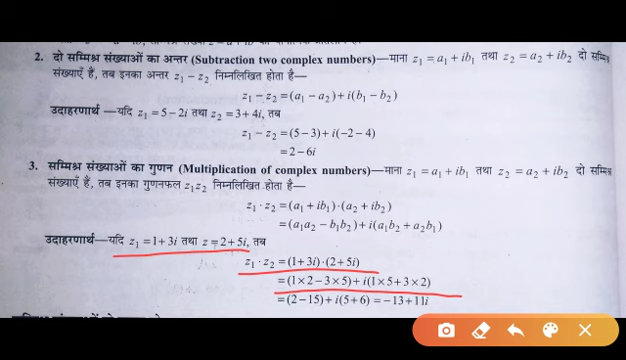 2. दो सम्मिश्र संख्याओं का अन्तर (Subtraction two complex numbers)—माना z₁ = a₁ + ib₁ तथा z₂ = a₂ + ib₂ दो सम्मिश्र
संख्याएँ हैं, तब इनका अन्तर z₁ − z₂ निम्नलिखित होता है—
z₁ − z₂ = (a₁ − a₂) + i(b₁ − b₂)
उदाहरणार्थ —यदि z₁ = 5 − 2i तथा z₂ = 3 + 4i, तब
z₁ − z₂ = (5 − 3) + i(−2 − 4)
= 2 − 6i
3. सम्मिश्र संख्याओं का गुणन (Multiplication of complex numbers)—माना z₁ = a₁ + ib₁ तथा z₂ = a₂ + ib₂ दो सम्मिश्र
संख्याएँ हैं, तब इनका गुणनफल z₁z₂ निम्नलिखित होता है—
z₁ · z₂ = (a₁ + ib₁) · (a₂ + ib₂)
= (a₁a₂ − b₁b₂) + i(a₁b₂ + a₂b₁)
उदाहरणार्थ—यदि z₁ = 1 + 3i तथा z = 2 + 5i, तब
z₁ · z₂ = (1 + 3i) · (2 + 5i)
= (1 × 2 − 3 × 5) + i(1 × 5 + 3 × 2)
= (2 − 15) + i(5 + 6) = −13 + 11i